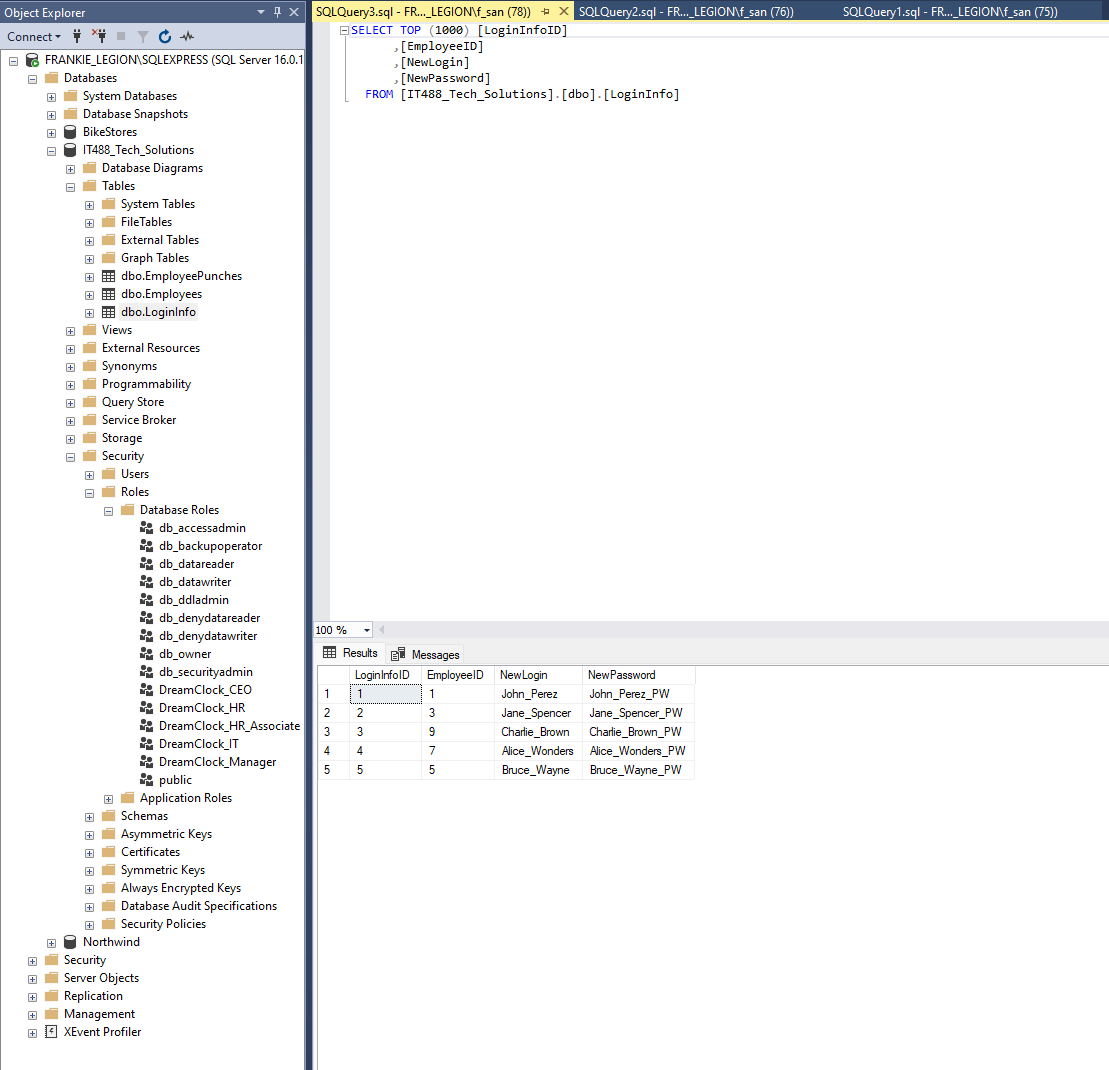 Object Explorer
Connect
FRANKIE_LEGION\SQLEXPRESS (SQL Server 16.0.1
Databases
System Databases
Database Snapshots
BikeStores
IT488_Tech_Solutions
Database Diagrams
Tables
System Tables
FileTables
External Tables
Graph Tables
dbo.EmployeePunches
dbo.Employees
dbo.LoginInfo
Views
External Resources
Synonyms
Programmability
Query Store
Service Broker
Storage
Security
Users
Roles
Database Roles
db_accessadmin
db_backupoperator
db_datareader
db_datawriter
db_ddladmin
db_denydatareader
db_denydatawriter
db_owner
db_securityadmin
DreamClock_CEO
DreamClock_HR
DreamClock_HR_Associate
DreamClock_IT
DreamClock_Manager
public
Application Roles
Schemas
Asymmetric Keys
Certificates
Symmetric Keys
Always Encrypted Keys
Database Audit Specifications
Security Policies
Northwind
Security
Server Objects
Replication
Management
XEvent Profiler
SQLQuery3.sql - FR..._LEGION\f_san (78)) SQLQuery2.sql - FR..._LEGION\f_san (76)) SQLQuery1.sql - FR..._LEGION\f_san (75))
SELECT TOP (1000) [LoginInfoID]
,[EmployeeID]
,[NewLogin]
,[NewPassword]
FROM [IT488_Tech_Solutions].[dbo].[LoginInfo]
100 %
Results Messages
LoginInfoID EmployeeID NewLogin NewPassword
1 1 1 John_Perez John_Perez_PW
2 2 3 Jane_Spencer Jane_Spencer_PW
3 3 9 Charlie_Brown Charlie_Brown_PW
4 4 7 Alice_Wonders Alice_Wonders_PW
5 5 5 Bruce_Wayne Bruce_Wayne_PW